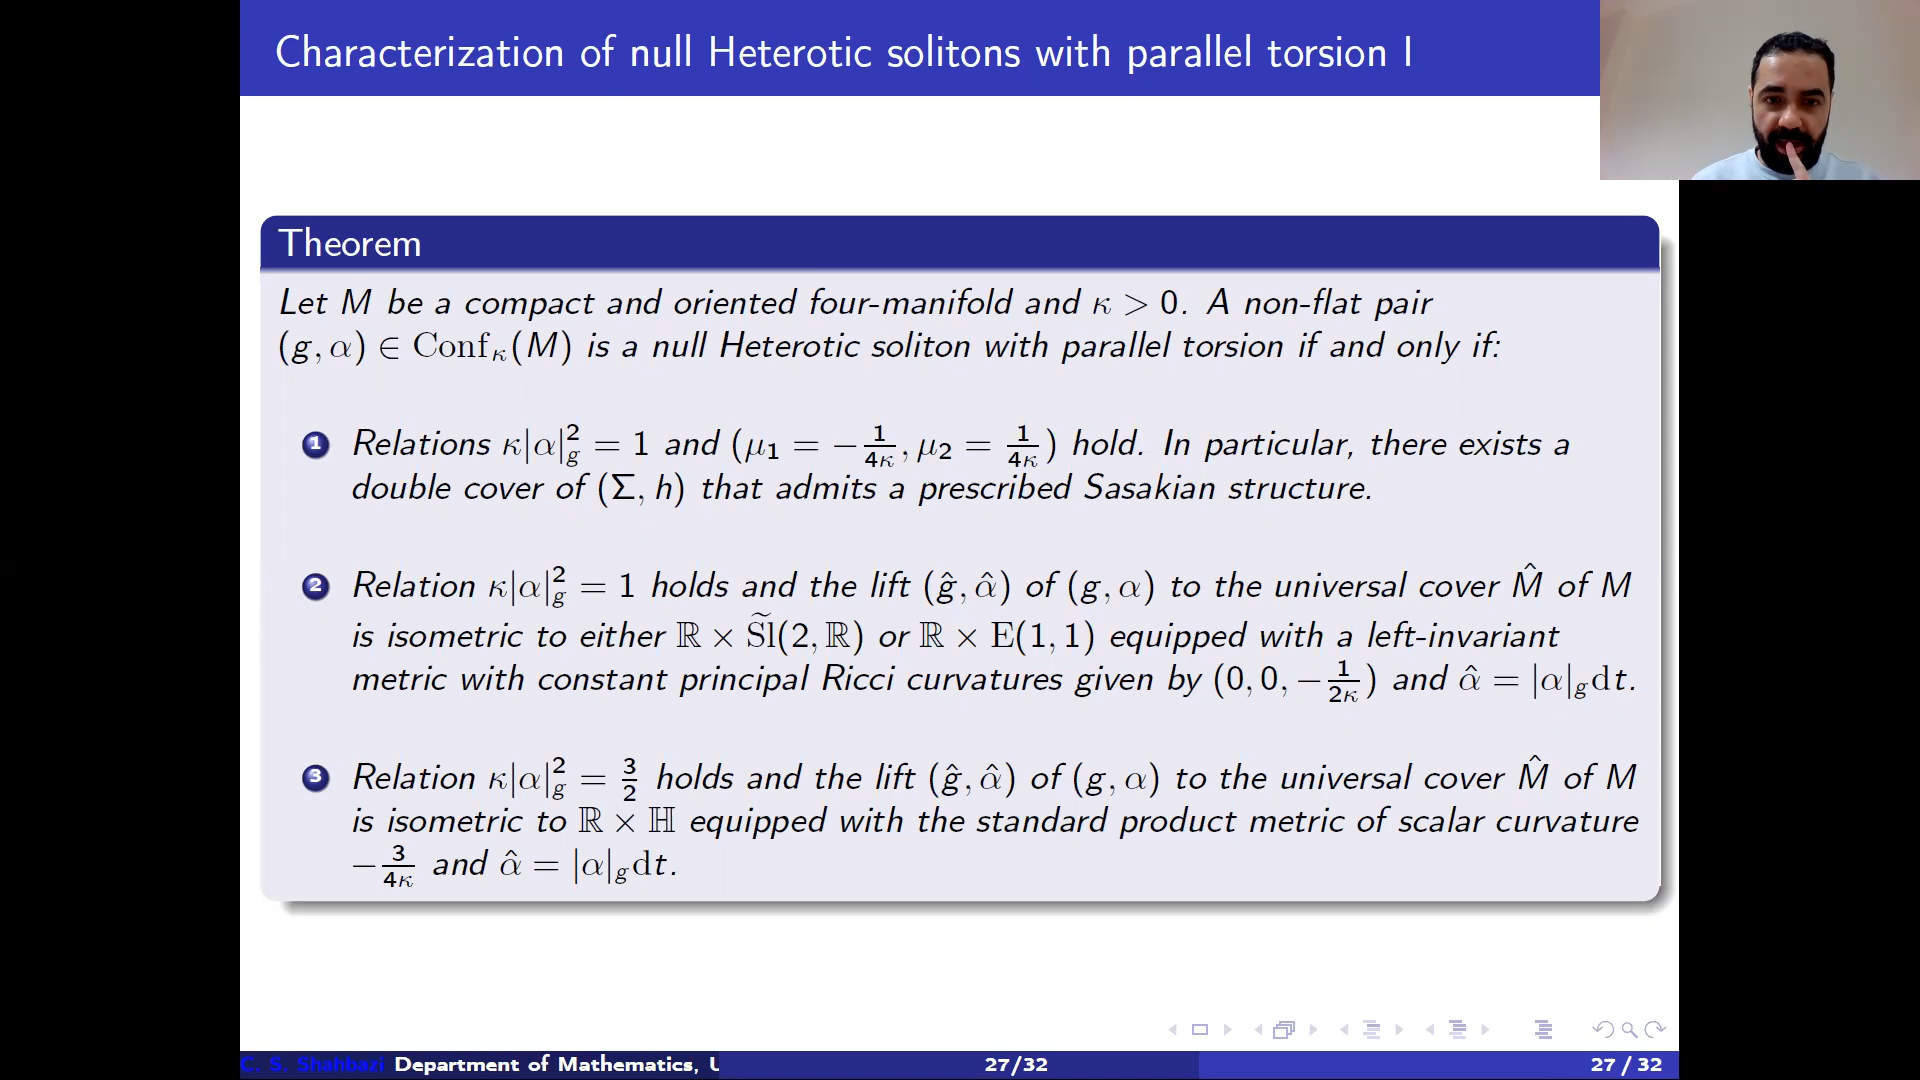 Characterization of null Heterotic solitons with parallel torsion I
Theorem
Let M be a compact and oriented four-manifold and κ > 0. A non-flat pair
(g, α) ∈ Conf_κ(M) is a null Heterotic soliton with parallel torsion if and only if:
1 Relations κ|α|²_g = 1 and (μ₁ = −1/4κ, μ₂ = 1/4κ) hold. In particular, there exists a
double cover of (Σ, h) that admits a prescribed Sasakian structure.
2 Relation κ|α|²_g = 1 holds and the lift (ĝ, α̂) of (g, α) to the universal cover M̂ of M
is isometric to either ℝ × S̃l(2, ℝ) or ℝ × E(1, 1) equipped with a left-invariant
metric with constant principal Ricci curvatures given by (0, 0, −1/2κ) and α̂ = |α|_g dt.
3 Relation κ|α|²_g = 3/2 holds and the lift (ĝ, α̂) of (g, α) to the universal cover M̂ of M
is isometric to ℝ × ℍ equipped with the standard product metric of scalar curvature
−3/4κ and α̂ = |α|_g dt.
C. S. Shahbazi Department of Mathematics, U 27/32 27 / 32